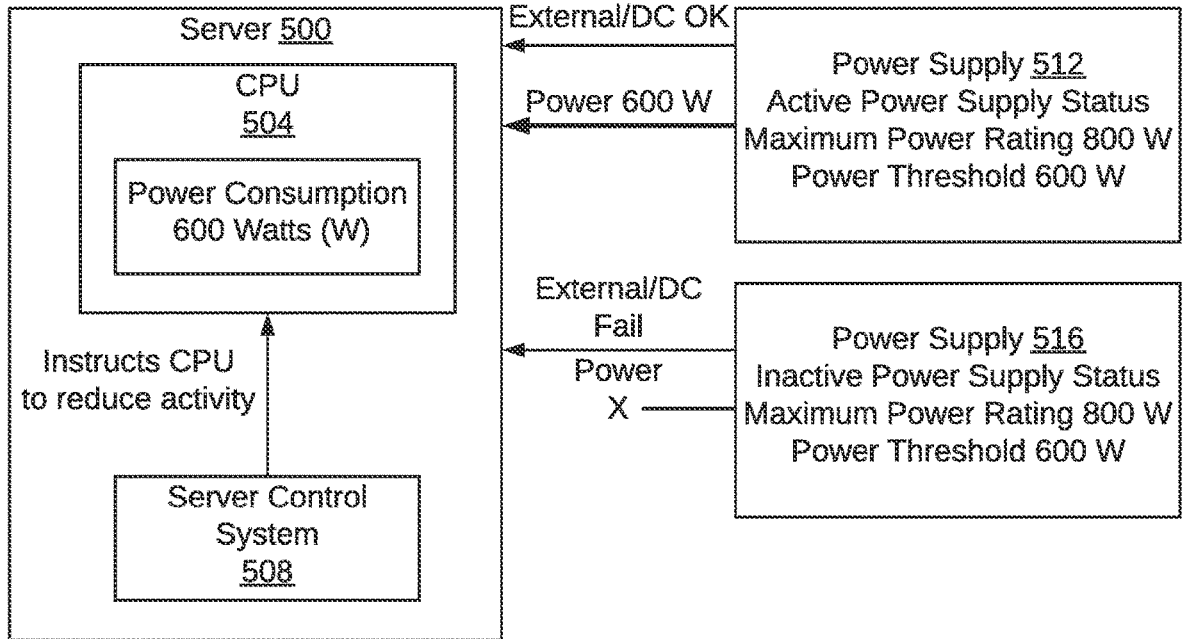 Server 500
CPU
504
Power Consumption
600 Watts (W)
Instructs CPU
to reduce activity
Server Control
System
508
External/DC OK
Power 600 W
Power Supply 512
Active Power Supply Status
Maximum Power Rating 800 W
Power Threshold 600 W
External/DC
Fail
Power
X
Power Supply 516
Inactive Power Supply Status
Maximum Power Rating 800 W
Power Threshold 600 W